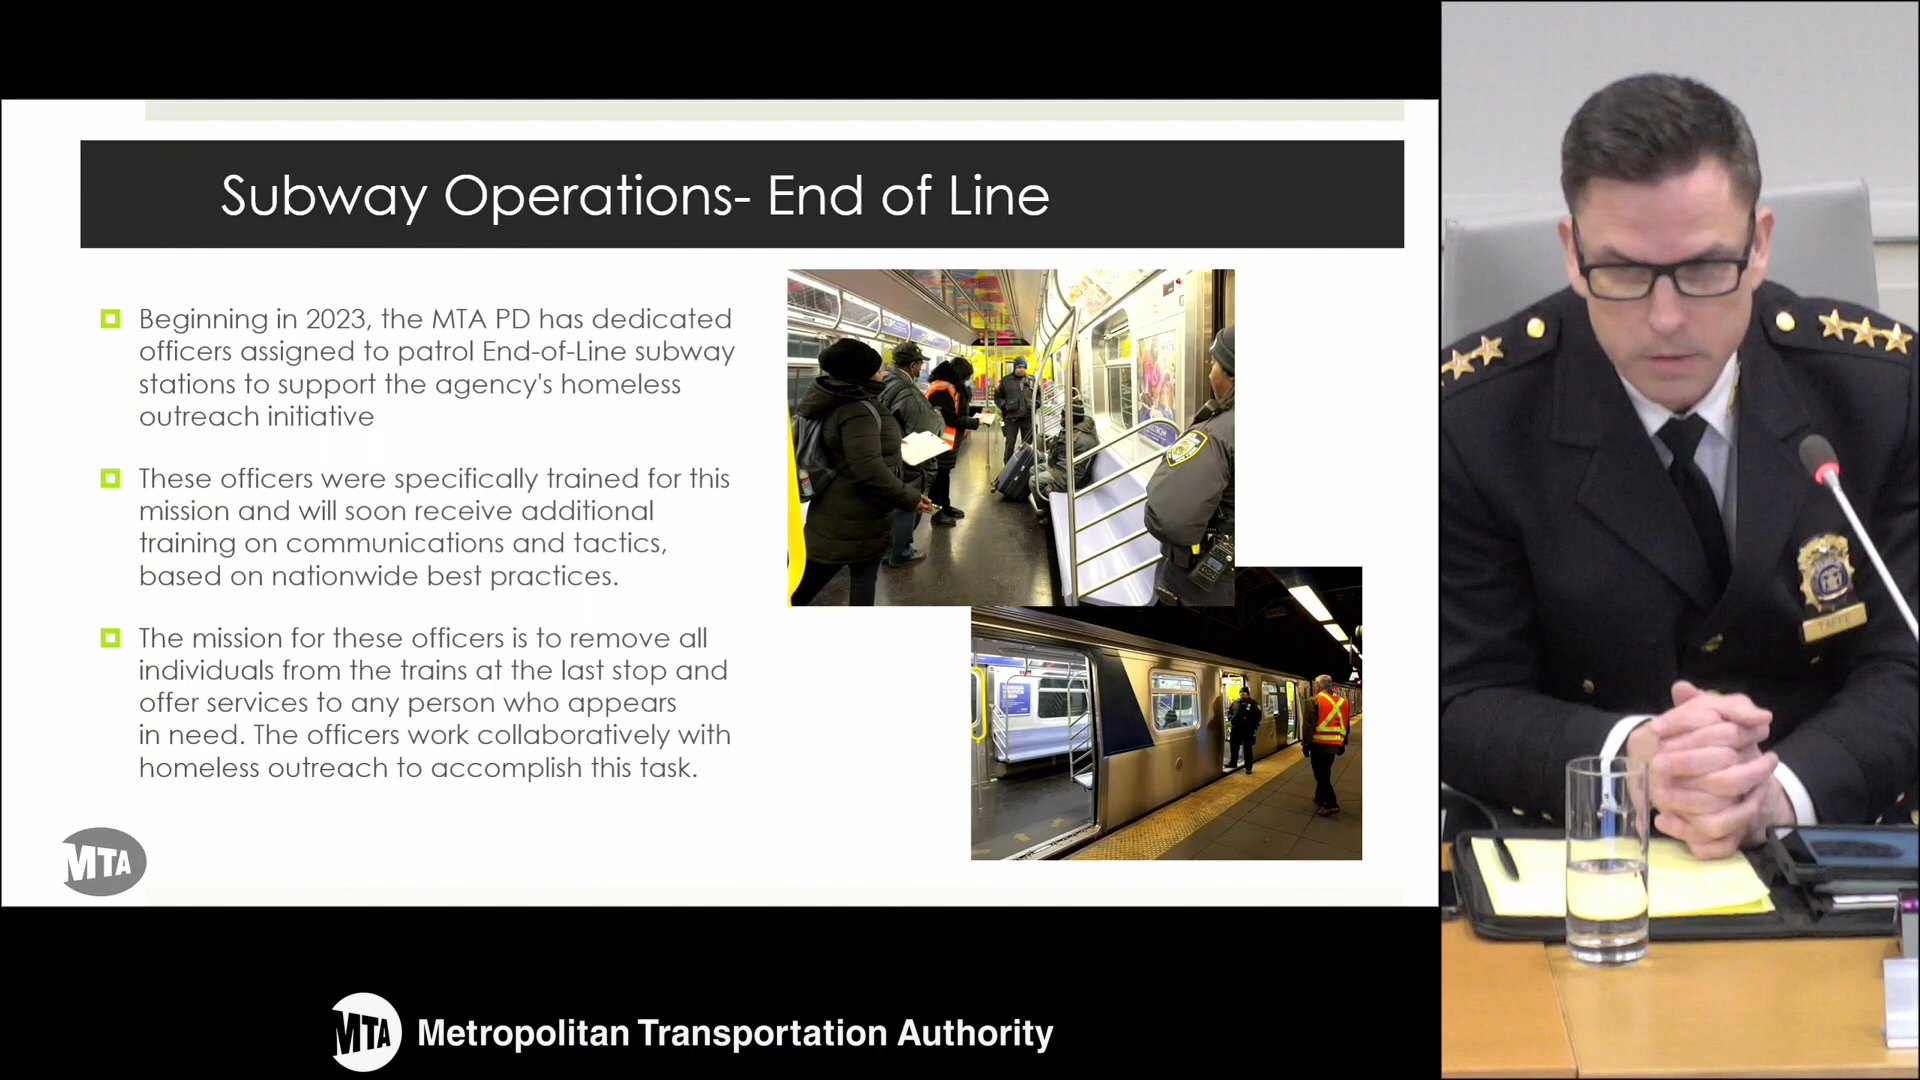 Subway Operations- End of Line
Beginning in 2023, the MTA PD has dedicated
officers assigned to patrol End-of-Line subway
stations to support the agency's homeless
outreach initiative
These officers were specifically trained for this
mission and will soon receive additional
training on communications and tactics,
based on nationwide best practices.
The mission for these officers is to remove all
individuals from the trains at the last stop and
offer services to any person who appears
in need. The officers work collaboratively with
homeless outreach to accomplish this task.
MTA
MTA Metropolitan Transportation Authority
TAFFE